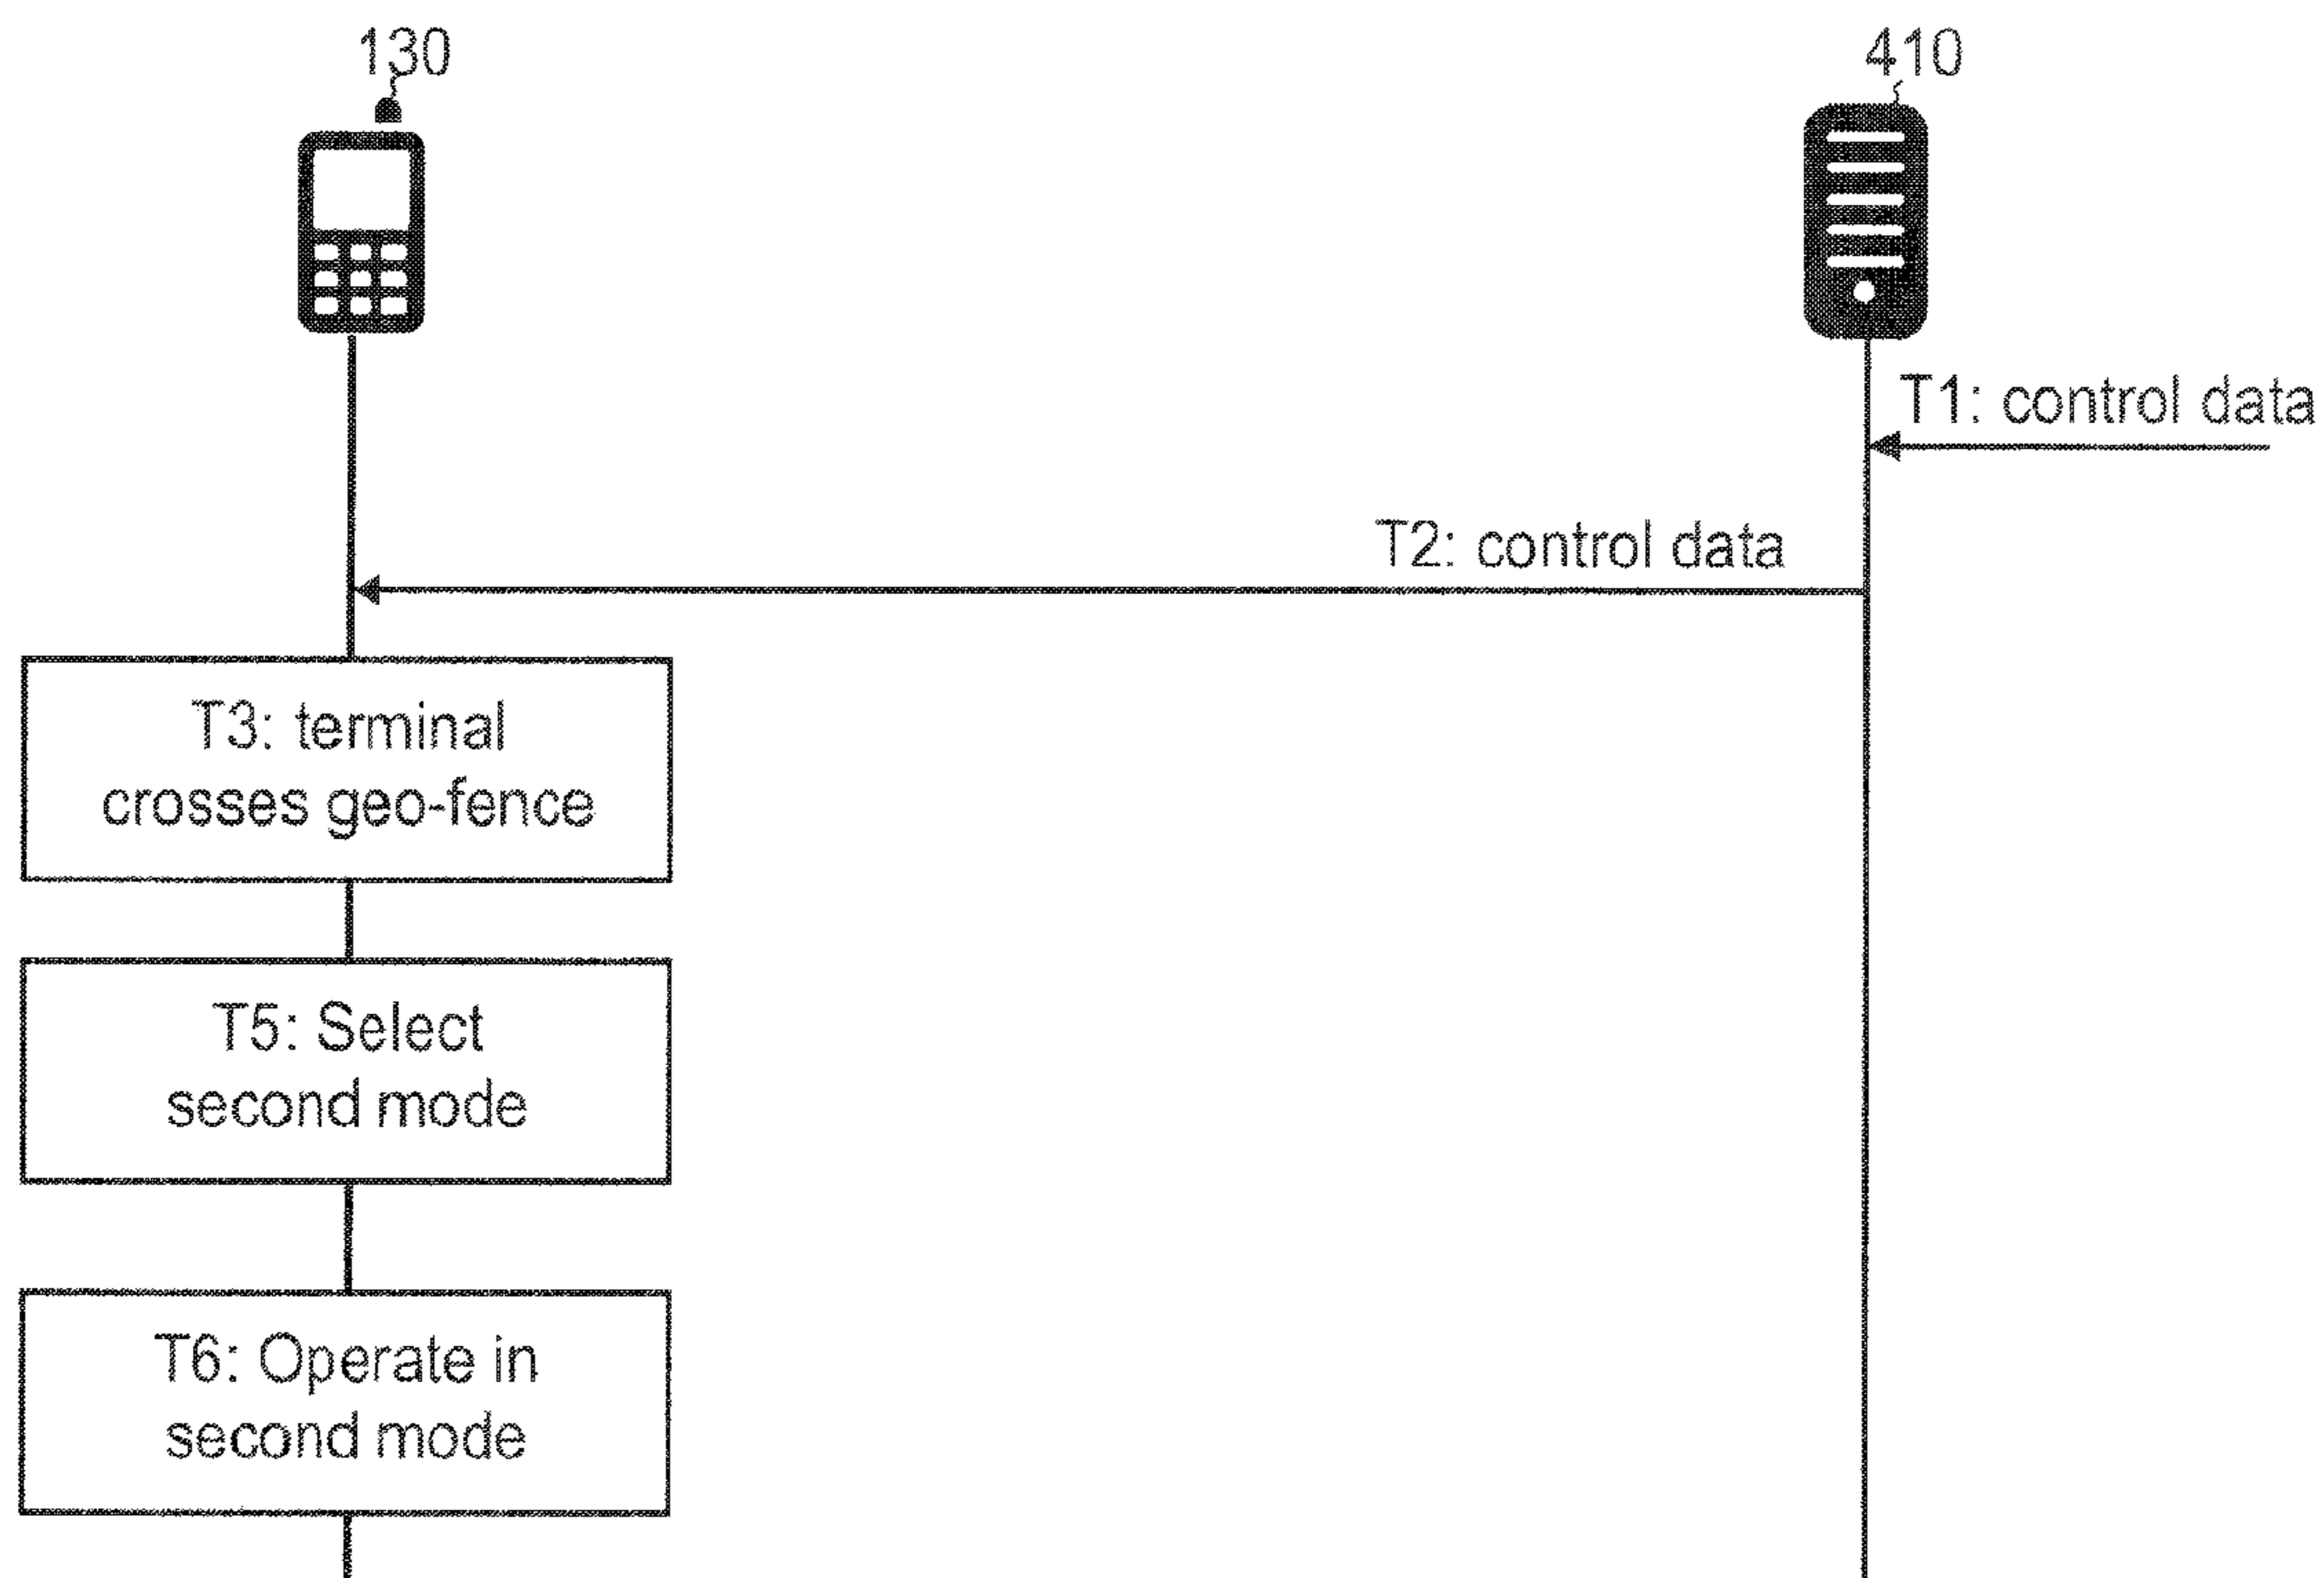 130
410
T1: control data
T2: control data
T3: terminal
crosses geo-fence
T5: Select
second mode
T6: Operate in
second mode